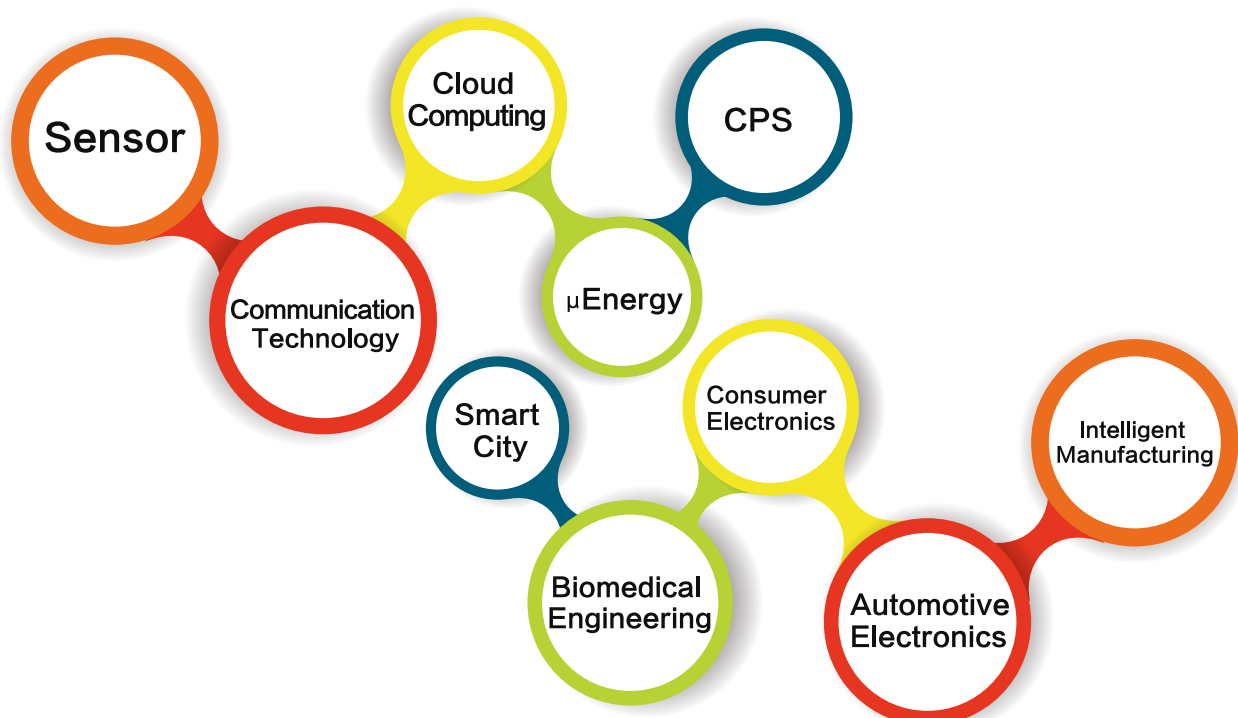 Sensor
Cloud
Computing
CPS
Communication
Technology
µEnergy
Smart
City
Consumer
Electronics
Intelligent
Manufacturing
Biomedical
Engineering
Automotive
Electronics